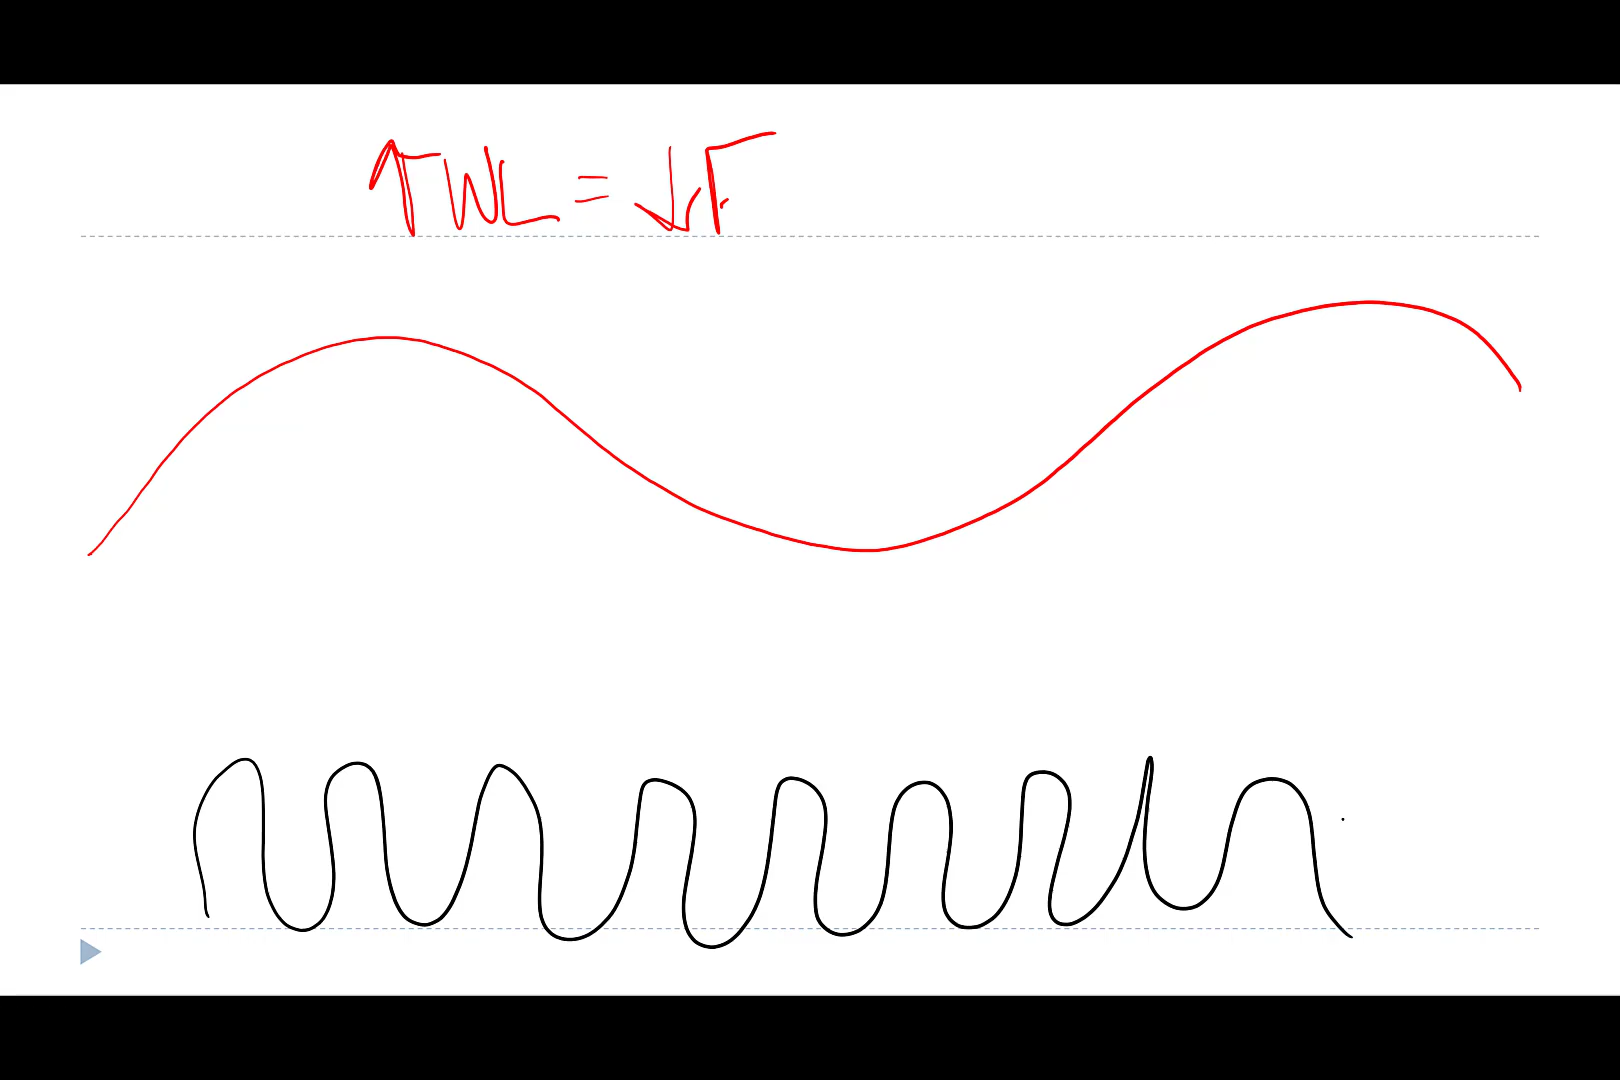 ↑WL = ↓F